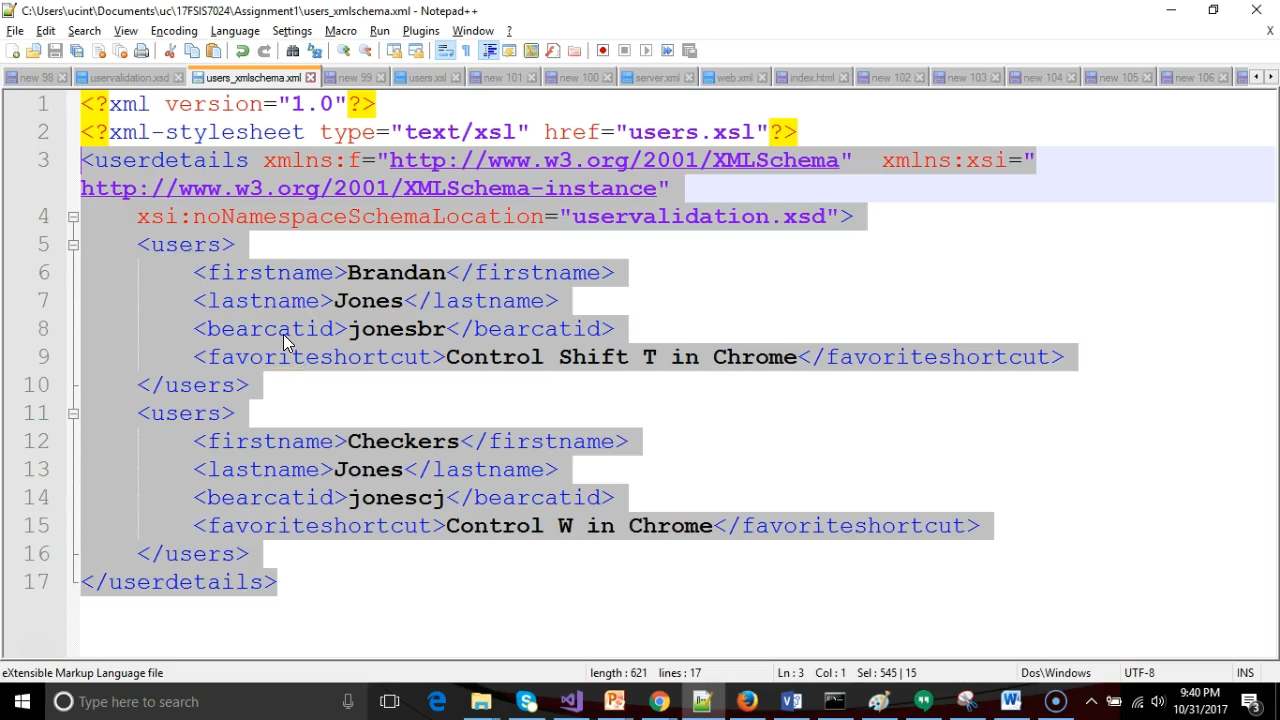 C:\Users\ucint\Documents\uc\17FSIS7024\Assignment1\users_xmlschema.xml - Notepad++
File Edit Search View Encoding Language Settings Macro Run Plugins Window ? X
new 98 uservalidation.xsd users_xmlschema.xml new 99 users.xml new 101 new 100 server.xml web.xml index.html new 102 new 103 new 104 new 105 new 106
1 <?xml version="1.0"?>
2 <?xml-stylesheet type="text/xsl" href="users.xsl"?>
3 <userdetails xmlns:f="http://www.w3.org/2001/XMLSchema"  xmlns:xsi="
http://www.w3.org/2001/XMLSchema-instance"
4 xsi:noNamespaceSchemaLocation="uservalidation.xsd">
5 <users>
6 <firstname>Brandan</firstname>
7 <lastname>Jones</lastname>
8 <bearcatid>jonesbr</bearcatid>
9 <favoriteshortcut>Control Shift T in Chrome</favoriteshortcut>
10 </users>
11 <users>
12 <firstname>Checkers</firstname>
13 <lastname>Jones</lastname>
14 <bearcatid>jonescj</bearcatid>
15 <favoriteshortcut>Control W in Chrome</favoriteshortcut>
16 </users>
17 </userdetails>
eXtensible Markup Language file length : 621 lines : 17 Ln : 3 Col : 1 Sel : 545 | 15 Dos\Windows UTF-8 INS
Type here to search 9:40 PM
10/31/2017